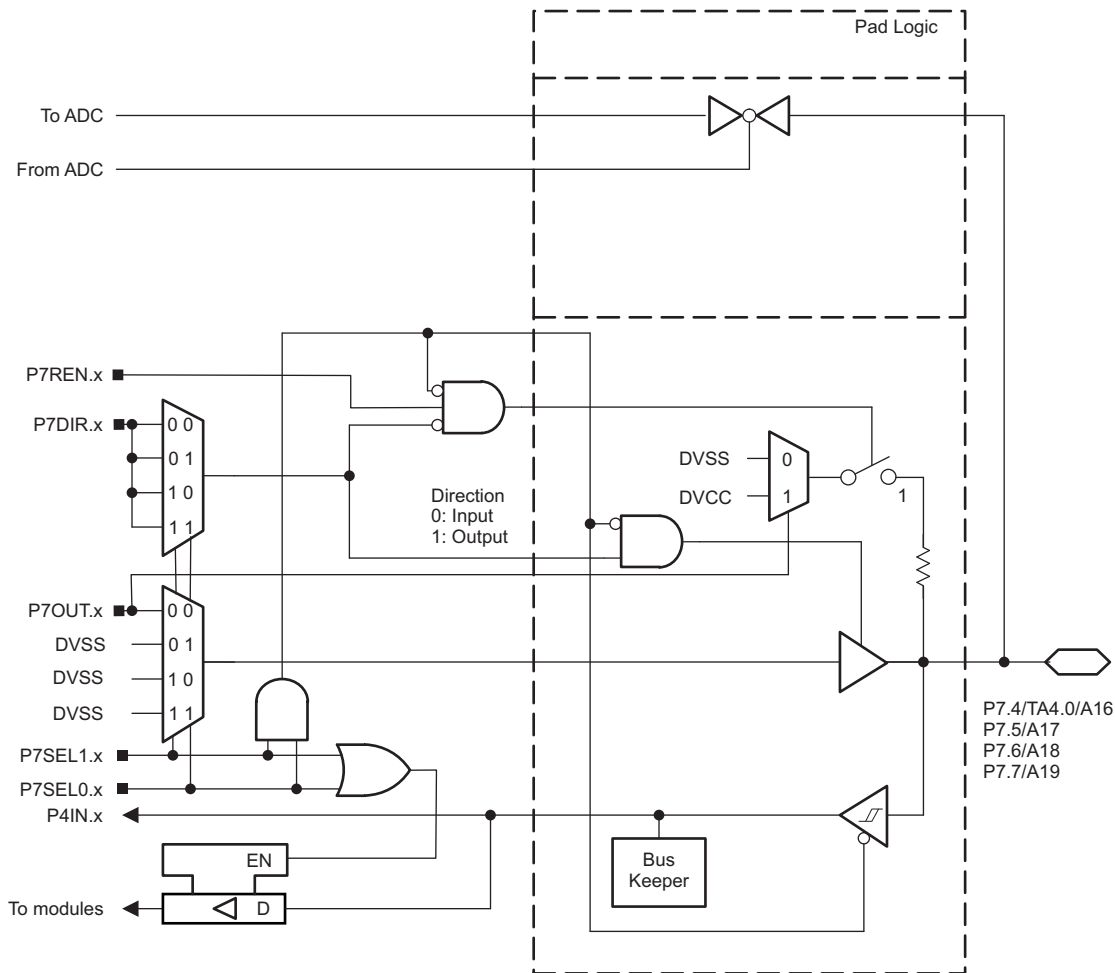 Pad Logic
To ADC
From ADC
P7REN.x
P7DIR.x
0 0
0 1
1 0
1 1
Direction
0: Input
1: Output
DVSS
DVCC
0
1
1
P7OUT.x
DVSS
DVSS
DVSS
0 0
0 1
1 0
1 1
P7.4/TA4.0/A16
P7.5/A17
P7.6/A18
P7.7/A19
P7SEL1.x
P7SEL0.x
P4IN.x
Bus
Keeper
EN
D
To modules